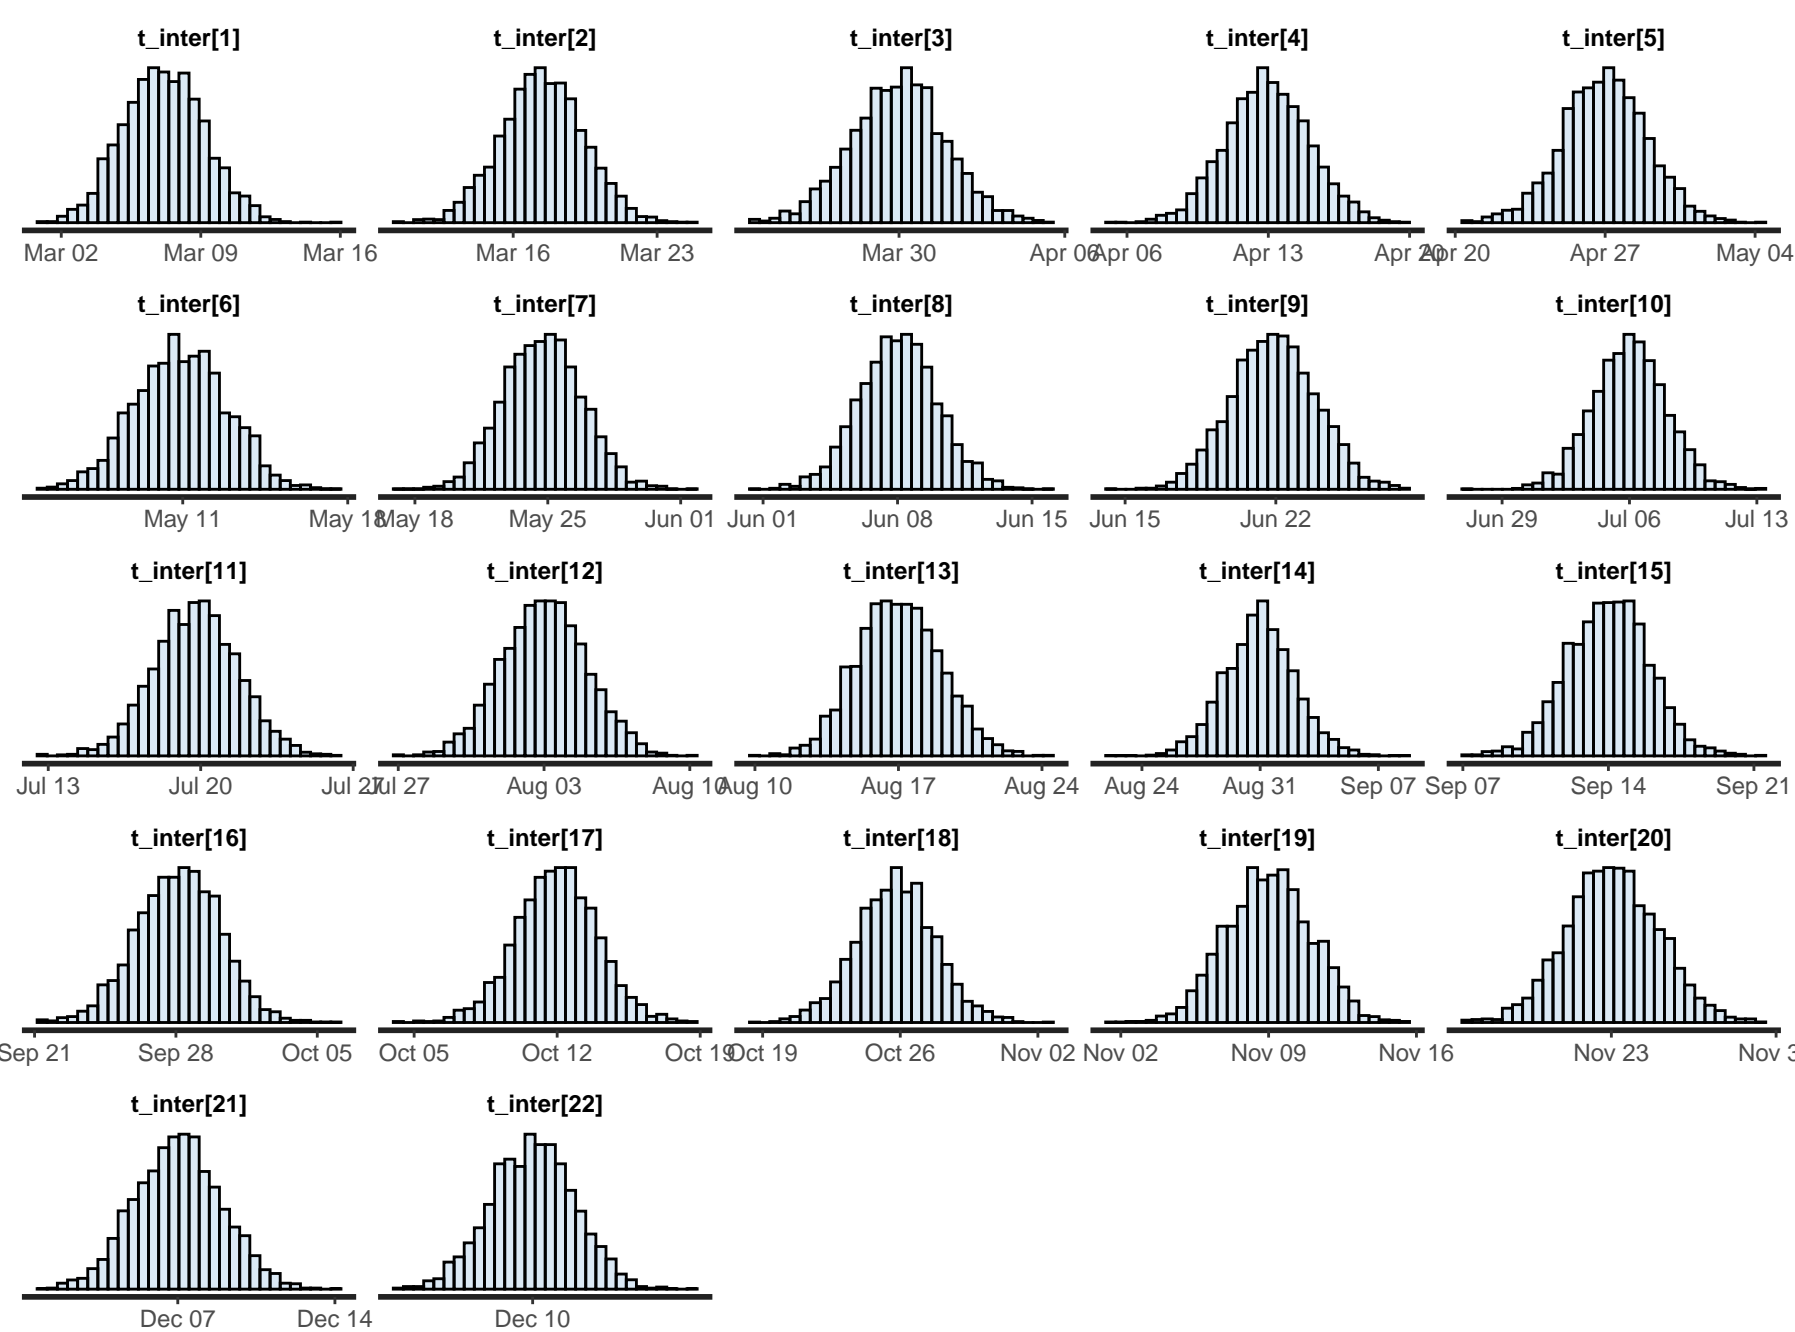 t_inter[1] t_inter[2] t_inter[3] t_inter[4] t_inter[5]
Mar 02 Mar 09 Mar 16 Mar 16 Mar 23 Mar 30 Apr 06 Apr 06 Apr 13 Apr 20 Apr 20 Apr 27 May 04
t_inter[6] t_inter[7] t_inter[8] t_inter[9] t_inter[10]
May 11 May 18 May 18 May 25 Jun 01 Jun 01 Jun 08 Jun 15 Jun 15 Jun 22 Jun 29 Jul 06 Jul 13
t_inter[11] t_inter[12] t_inter[13] t_inter[14] t_inter[15]
Jul 13 Jul 20 Jul 27 Jul 27 Aug 03 Aug 10 Aug 10 Aug 17 Aug 24 Aug 24 Aug 31 Sep 07 Sep 07 Sep 14 Sep 21
t_inter[16] t_inter[17] t_inter[18] t_inter[19] t_inter[20]
Sep 21 Sep 28 Oct 05 Oct 05 Oct 12 Oct 19 Oct 19 Oct 26 Nov 02 Nov 02 Nov 09 Nov 16 Nov 23 Nov
t_inter[21] t_inter[22]
Dec 07 Dec 14 Dec 10